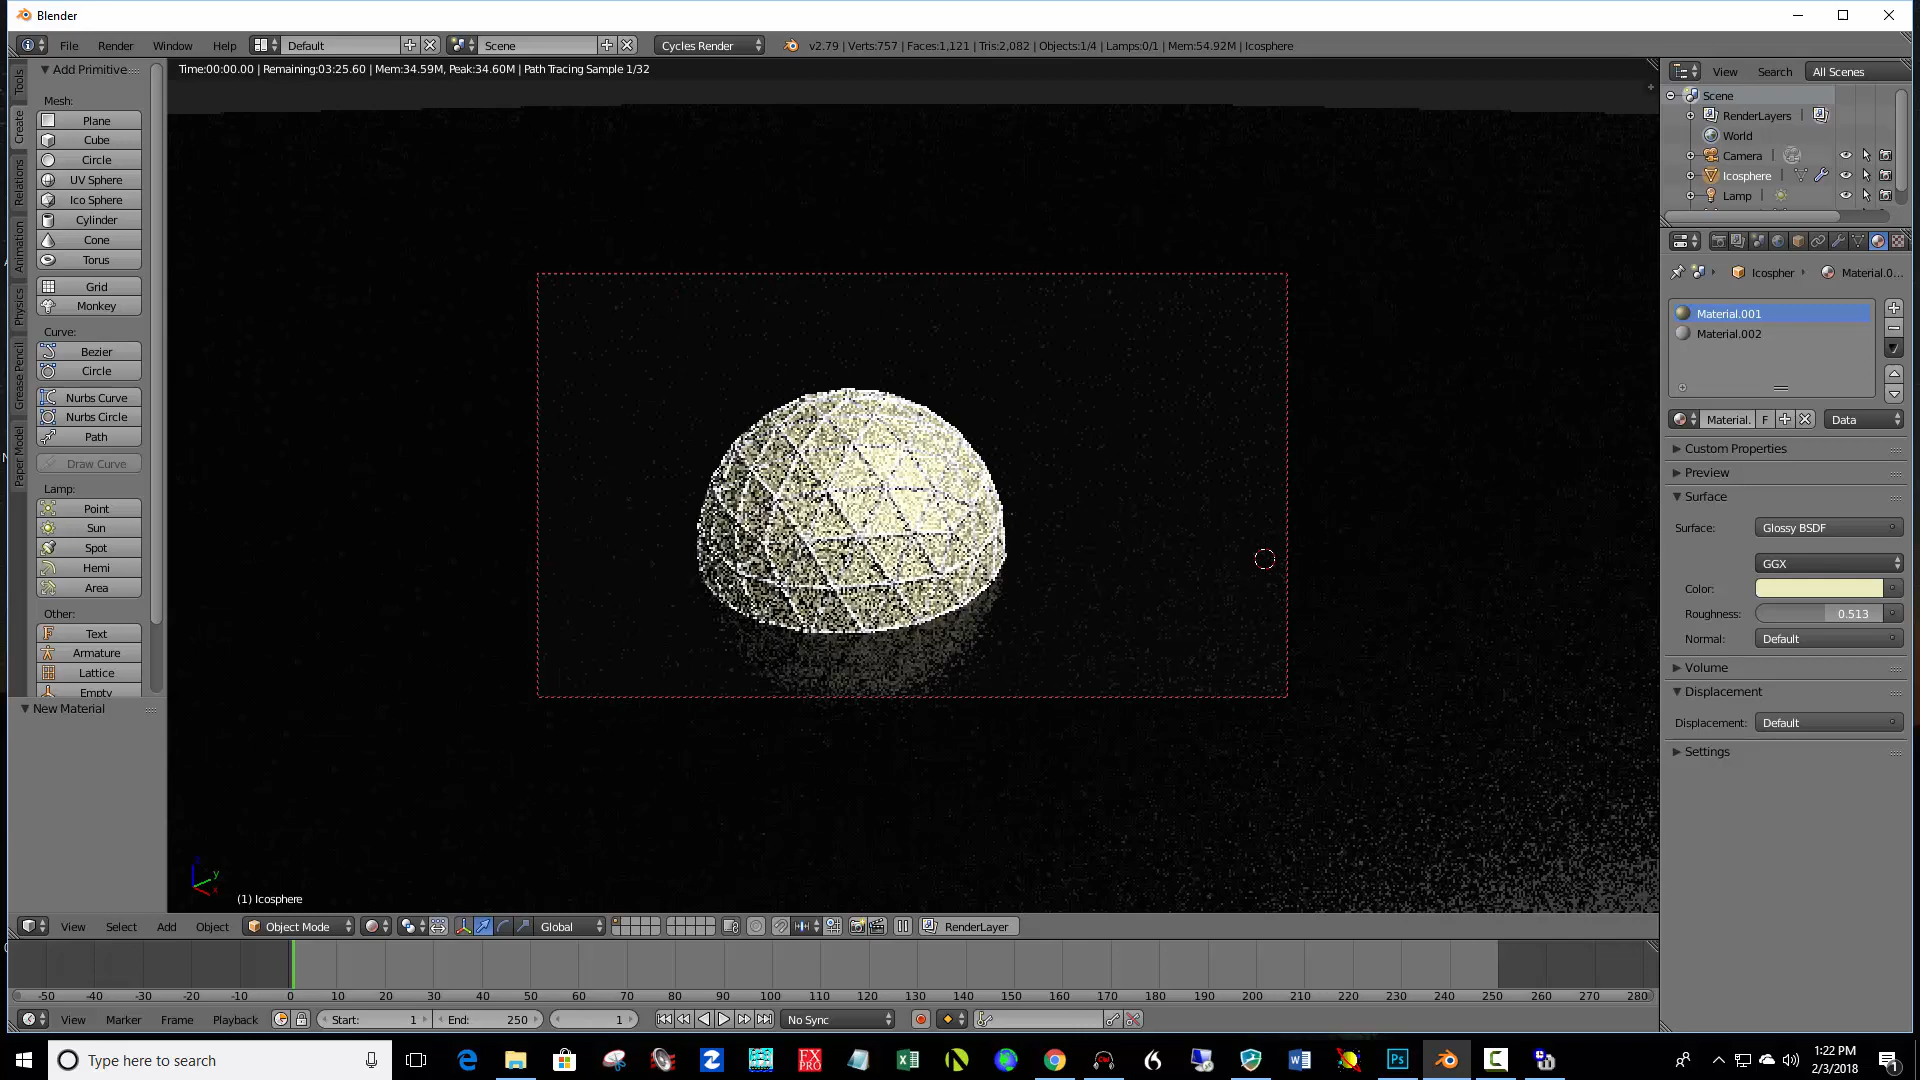 Blender
File Render Window Help Default Scene Cycles Render v2.79 | Verts:757 | Faces:1,121 | Tris:2,082 | Objects:1/4 | Lamps:0/1 | Mem:54.92M | Icosphere
Time:00:00.00 | Remaining:03:25.60 | Mem:34.59M, Peak:34.60M | Path Tracing Sample 1/32
Tools
Create
Relations
Animation
Physics
Grease Pencil
Paper Model
Add Primitive
Mesh:
Plane
Cube
Circle
UV Sphere
Ico Sphere
Cylinder
Cone
Torus
Grid
Monkey
Curve:
Bezier
Circle
Nurbs Curve
Nurbs Circle
Path
Draw Curve
Lamp:
Point
Sun
Spot
Hemi
Area
Other:
Text
Armature
Lattice
Empty
New Material
z
y
x
(1) Icosphere
View Search All Scenes
Scene
RenderLayers |
World
Camera |
Icosphere |
Lamp |
Icospher Material.0...
Material.001
Material.002
Material. F Data
Custom Properties
Preview
Surface
Surface: Glossy BSDF
GGX
Color:
Roughness: 0.513
Normal: Default
Volume
Displacement
Displacement: Default
Settings
View Select Add Object Object Mode Global RenderLayer
-50 -40 -30 -20 -10 0 10 20 30 40 50 60 70 80 90 100 110 120 130 140 150 160 170 180 190 200 210 220 230 240 250 260 270 280
View Marker Frame Playback Start: 1 End: 250 1 No Sync
Type here to search
FX
PRO
Ps
1:22 PM
2/3/2018
1